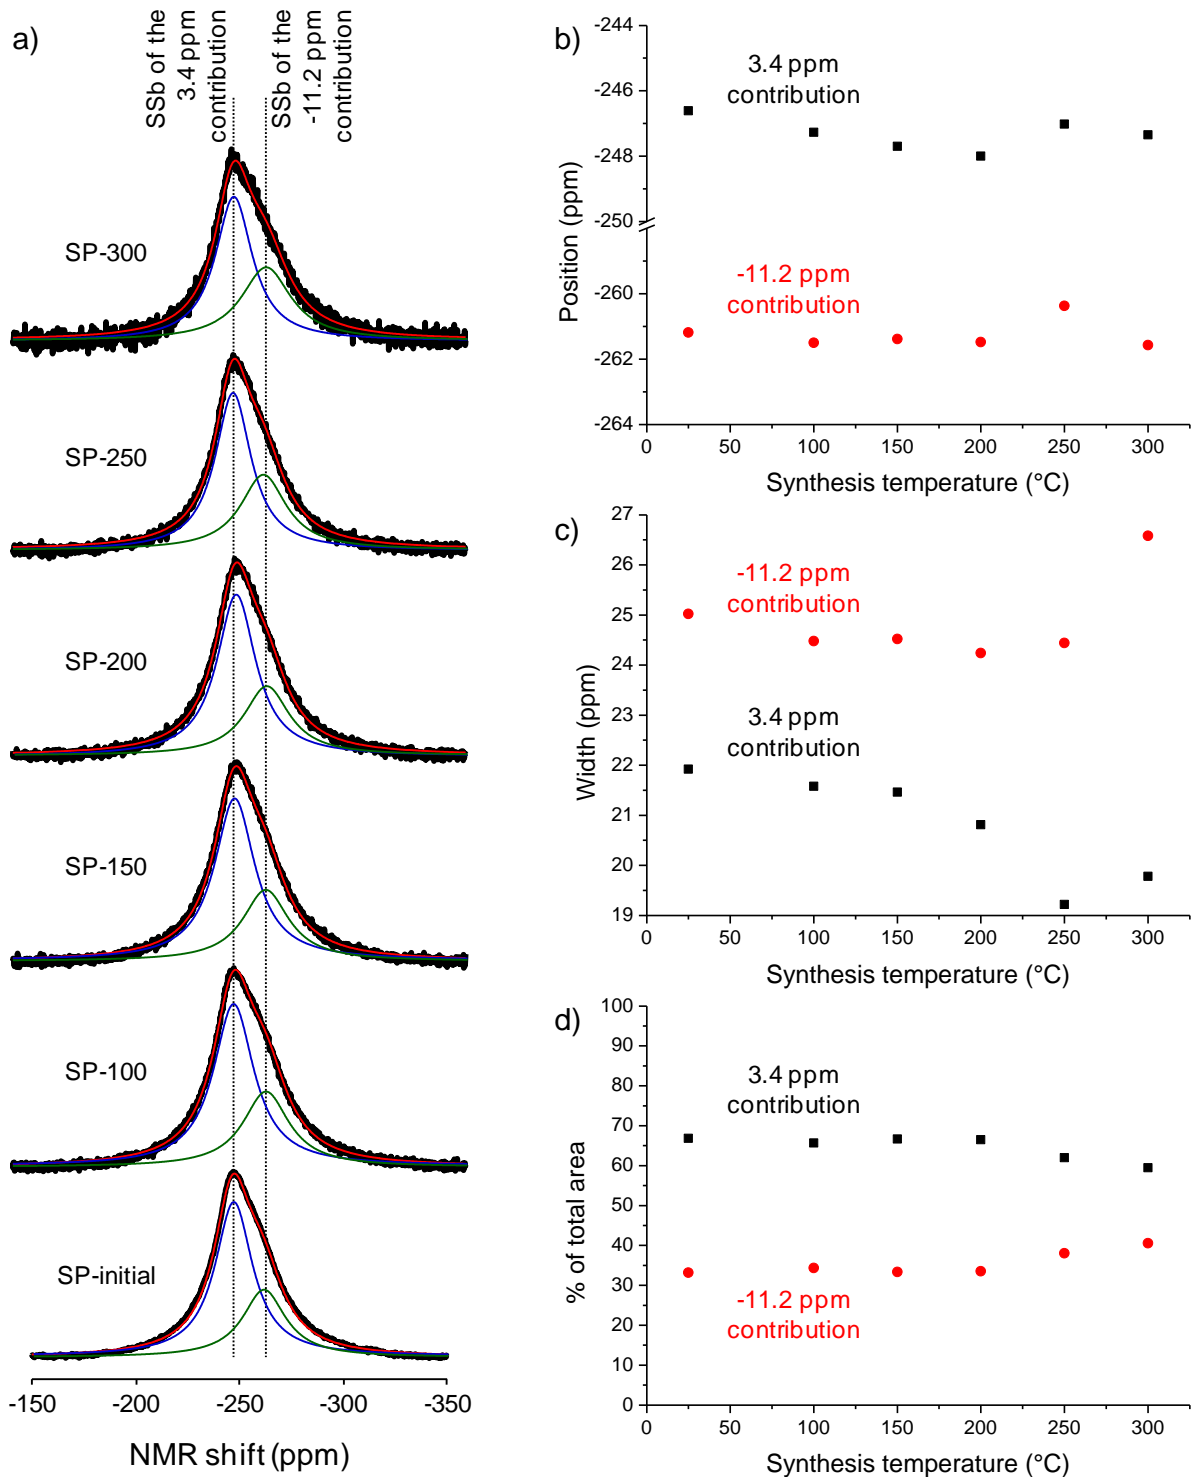 a)
SSb of the
3.4 ppm
contribution
SSb of the
-11.2 ppm
contribution
SP-300
SP-250
SP-200
SP-150
SP-100
SP-initial
-150
-200
-250
-300
-350
NMR shift (ppm)
b)
-244
-246
-248
-250
-260
-262
-264
Position (ppm)
3.4 ppm
contribution
-11.2 ppm
contribution
0
50
100
150
200
250
300
Synthesis temperature (°C)
c)
27
26
25
24
23
22
21
20
19
Width (ppm)
-11.2 ppm
contribution
3.4 ppm
contribution
0
50
100
150
200
250
300
Synthesis temperature (°C)
d)
100
90
80
70
60
50
40
30
20
10
0
% of total area
3.4 ppm
contribution
-11.2 ppm
contribution
0
50
100
150
200
250
300
Synthesis temperature (°C)